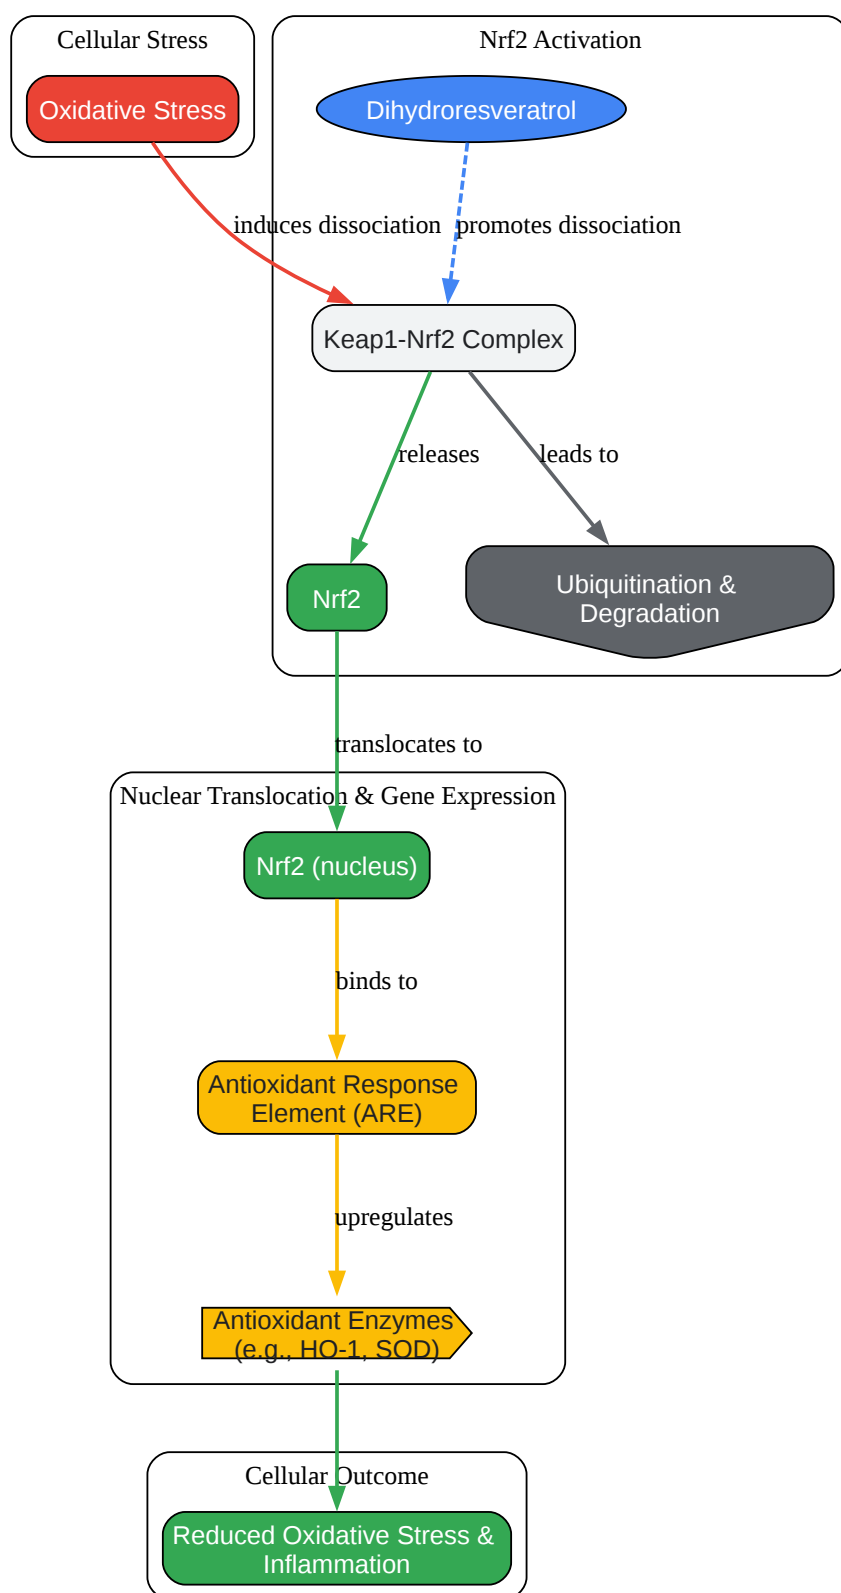 Cellular Stress
Oxidative Stress
Nrf2 Activation
Dihydroresveratrol
induces dissociation
promotes dissociation
Keap1-Nrf2 Complex
releases
leads to
Nrf2
Ubiquitination &
Degradation
translocates to
Nuclear Translocation & Gene Expression
Nrf2 (nucleus)
binds to
Antioxidant Response
Element (ARE)
upregulates
Antioxidant Enzymes
(e.g., HO-1, SOD)
Cellular Outcome
Reduced Oxidative Stress &
Inflammation